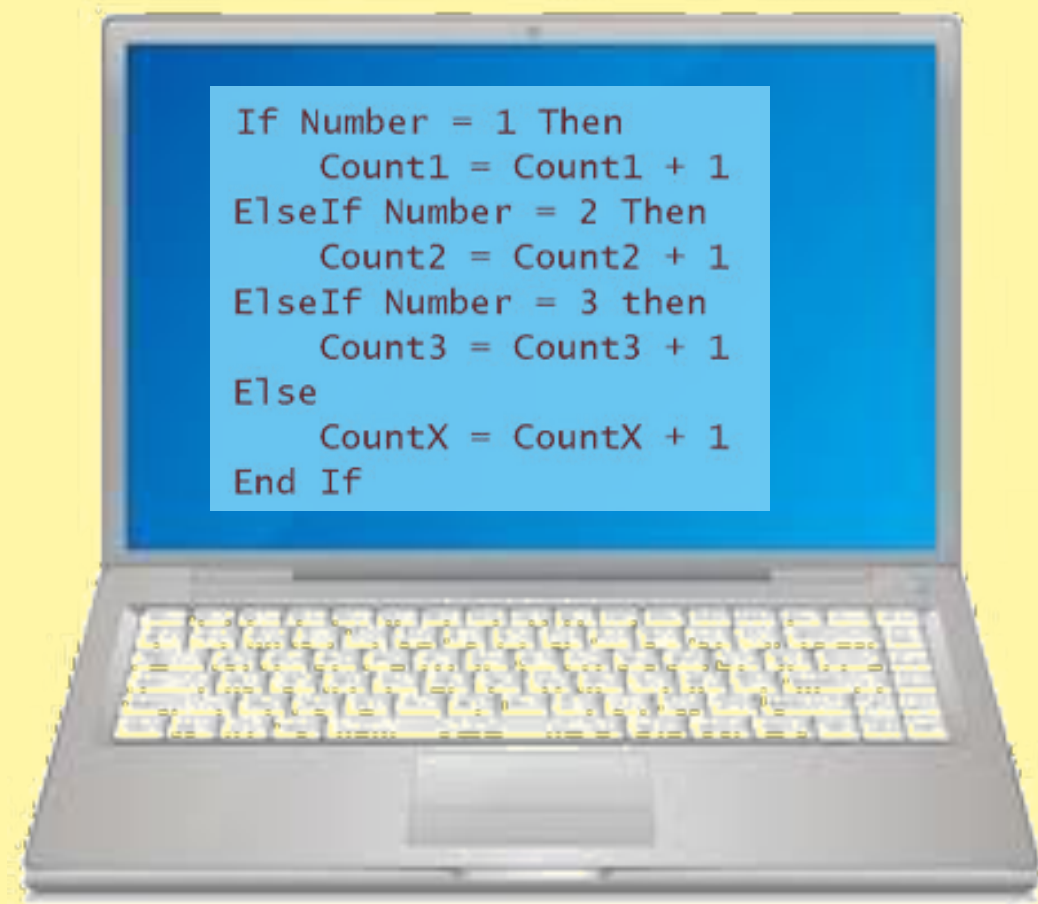 If Number = 1 Then
    Count1 = Count1 + 1
ElseIf Number = 2 Then
    Count2 = Count2 + 1
ElseIf Number = 3 then
    Count3 = Count3 + 1
Else
    CountX = CountX + 1
End If